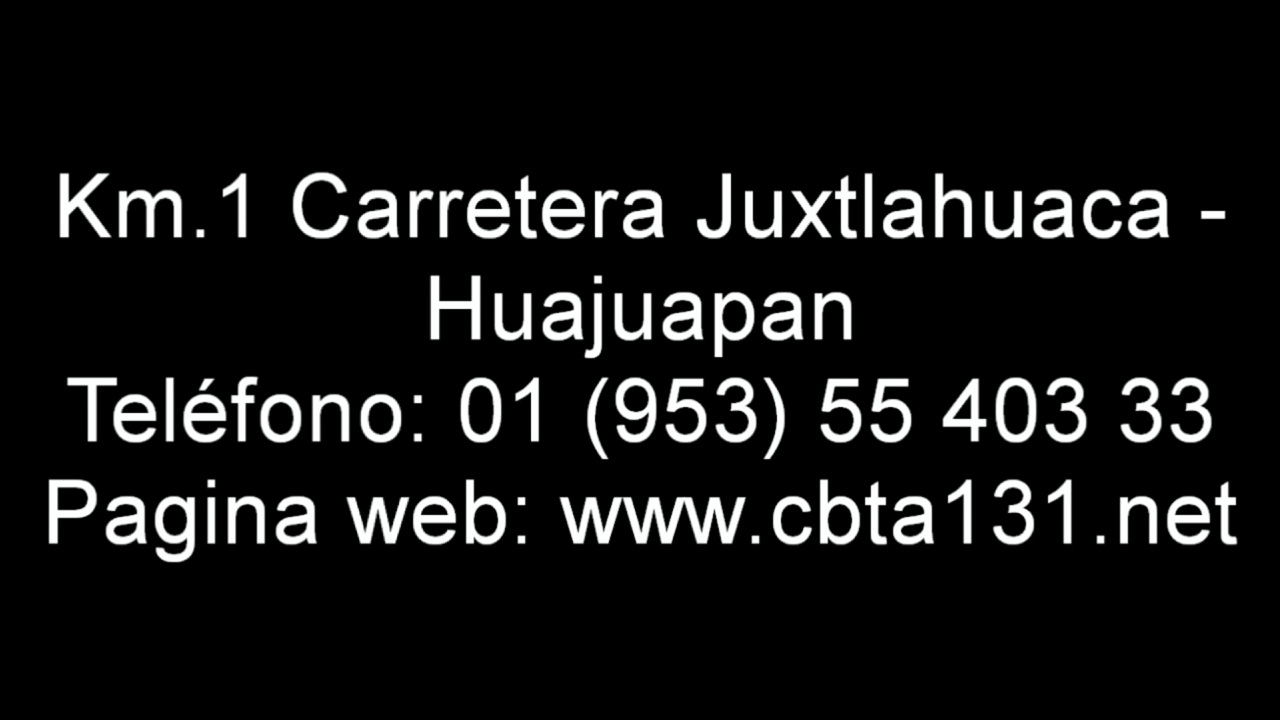 Km.1 Carretera Juxtlahuaca -
Huajuapan
Teléfono: 01 (953) 55 403 33
Pagina web: www.cbta131.net